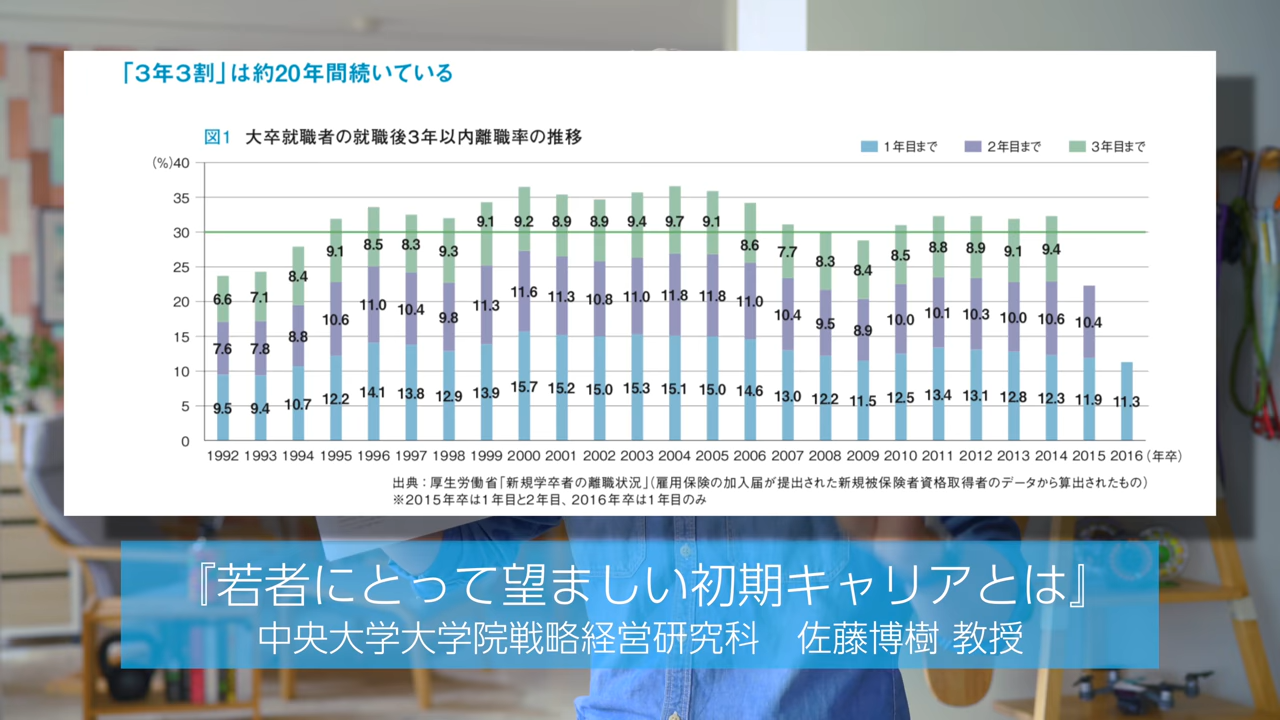 「3年3割」は約20年間続いている
図1 大卒就職者の就職後3年以内離職率の推移
1年目まで 2年目まで 3年目まで
(%)40
35
30
25
20
15
10
5
0
6.6 7.1 8.4 9.1 8.5 8.3 9.3 9.1 9.2 8.9 8.9 9.4 9.7 9.1 8.6 7.7 8.3 8.4 8.5 8.8 8.9 9.1 9.4
7.6 7.8 8.8 10.6 11.0 10.4 9.8 11.3 11.6 11.3 10.8 11.0 11.8 11.8 11.0 10.4 9.5 8.9 10.0 10.1 10.3 10.0 10.6 10.4
9.5 9.4 10.7 12.2 14.1 13.8 12.9 13.9 15.7 15.2 15.0 15.3 15.1 15.0 14.6 13.0 12.2 11.5 12.5 13.4 13.1 12.8 12.3 11.9 11.3
1992 1993 1994 1995 1996 1997 1998 1999 2000 2001 2002 2003 2004 2005 2006 2007 2008 2009 2010 2011 2012 2013 2014 2015 2016 (年卒)
出典：厚生労働省「新規学卒者の離職状況」(雇用保険の加入届が提出された新規被保険者資格取得者のデータから算出されたもの)
※2015年卒は1年目と2年目、2016年卒は1年目のみ
『若者にとって望ましい初期キャリアとは』
中央大学大学院戦略経営研究科 佐藤博樹 教授